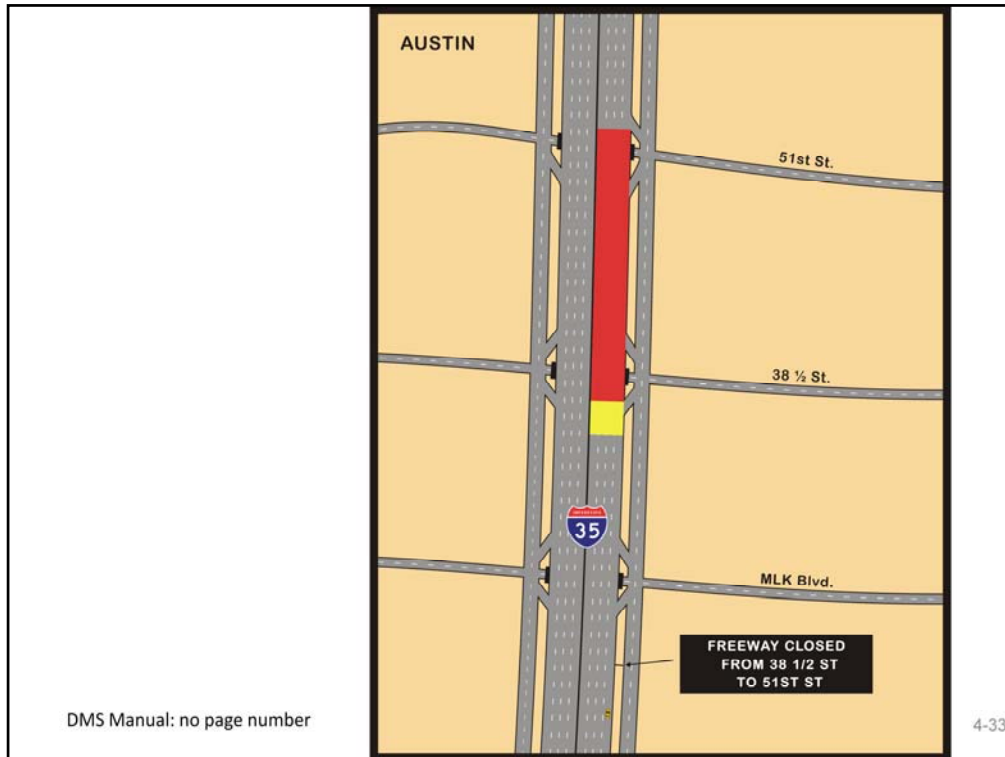 AUSTIN
51st St.
38 ½ St.
35
MLK Blvd.
FREEWAY CLOSED
FROM 38 1/2 ST
TO 51ST ST
DMS Manual: no page number
4-33